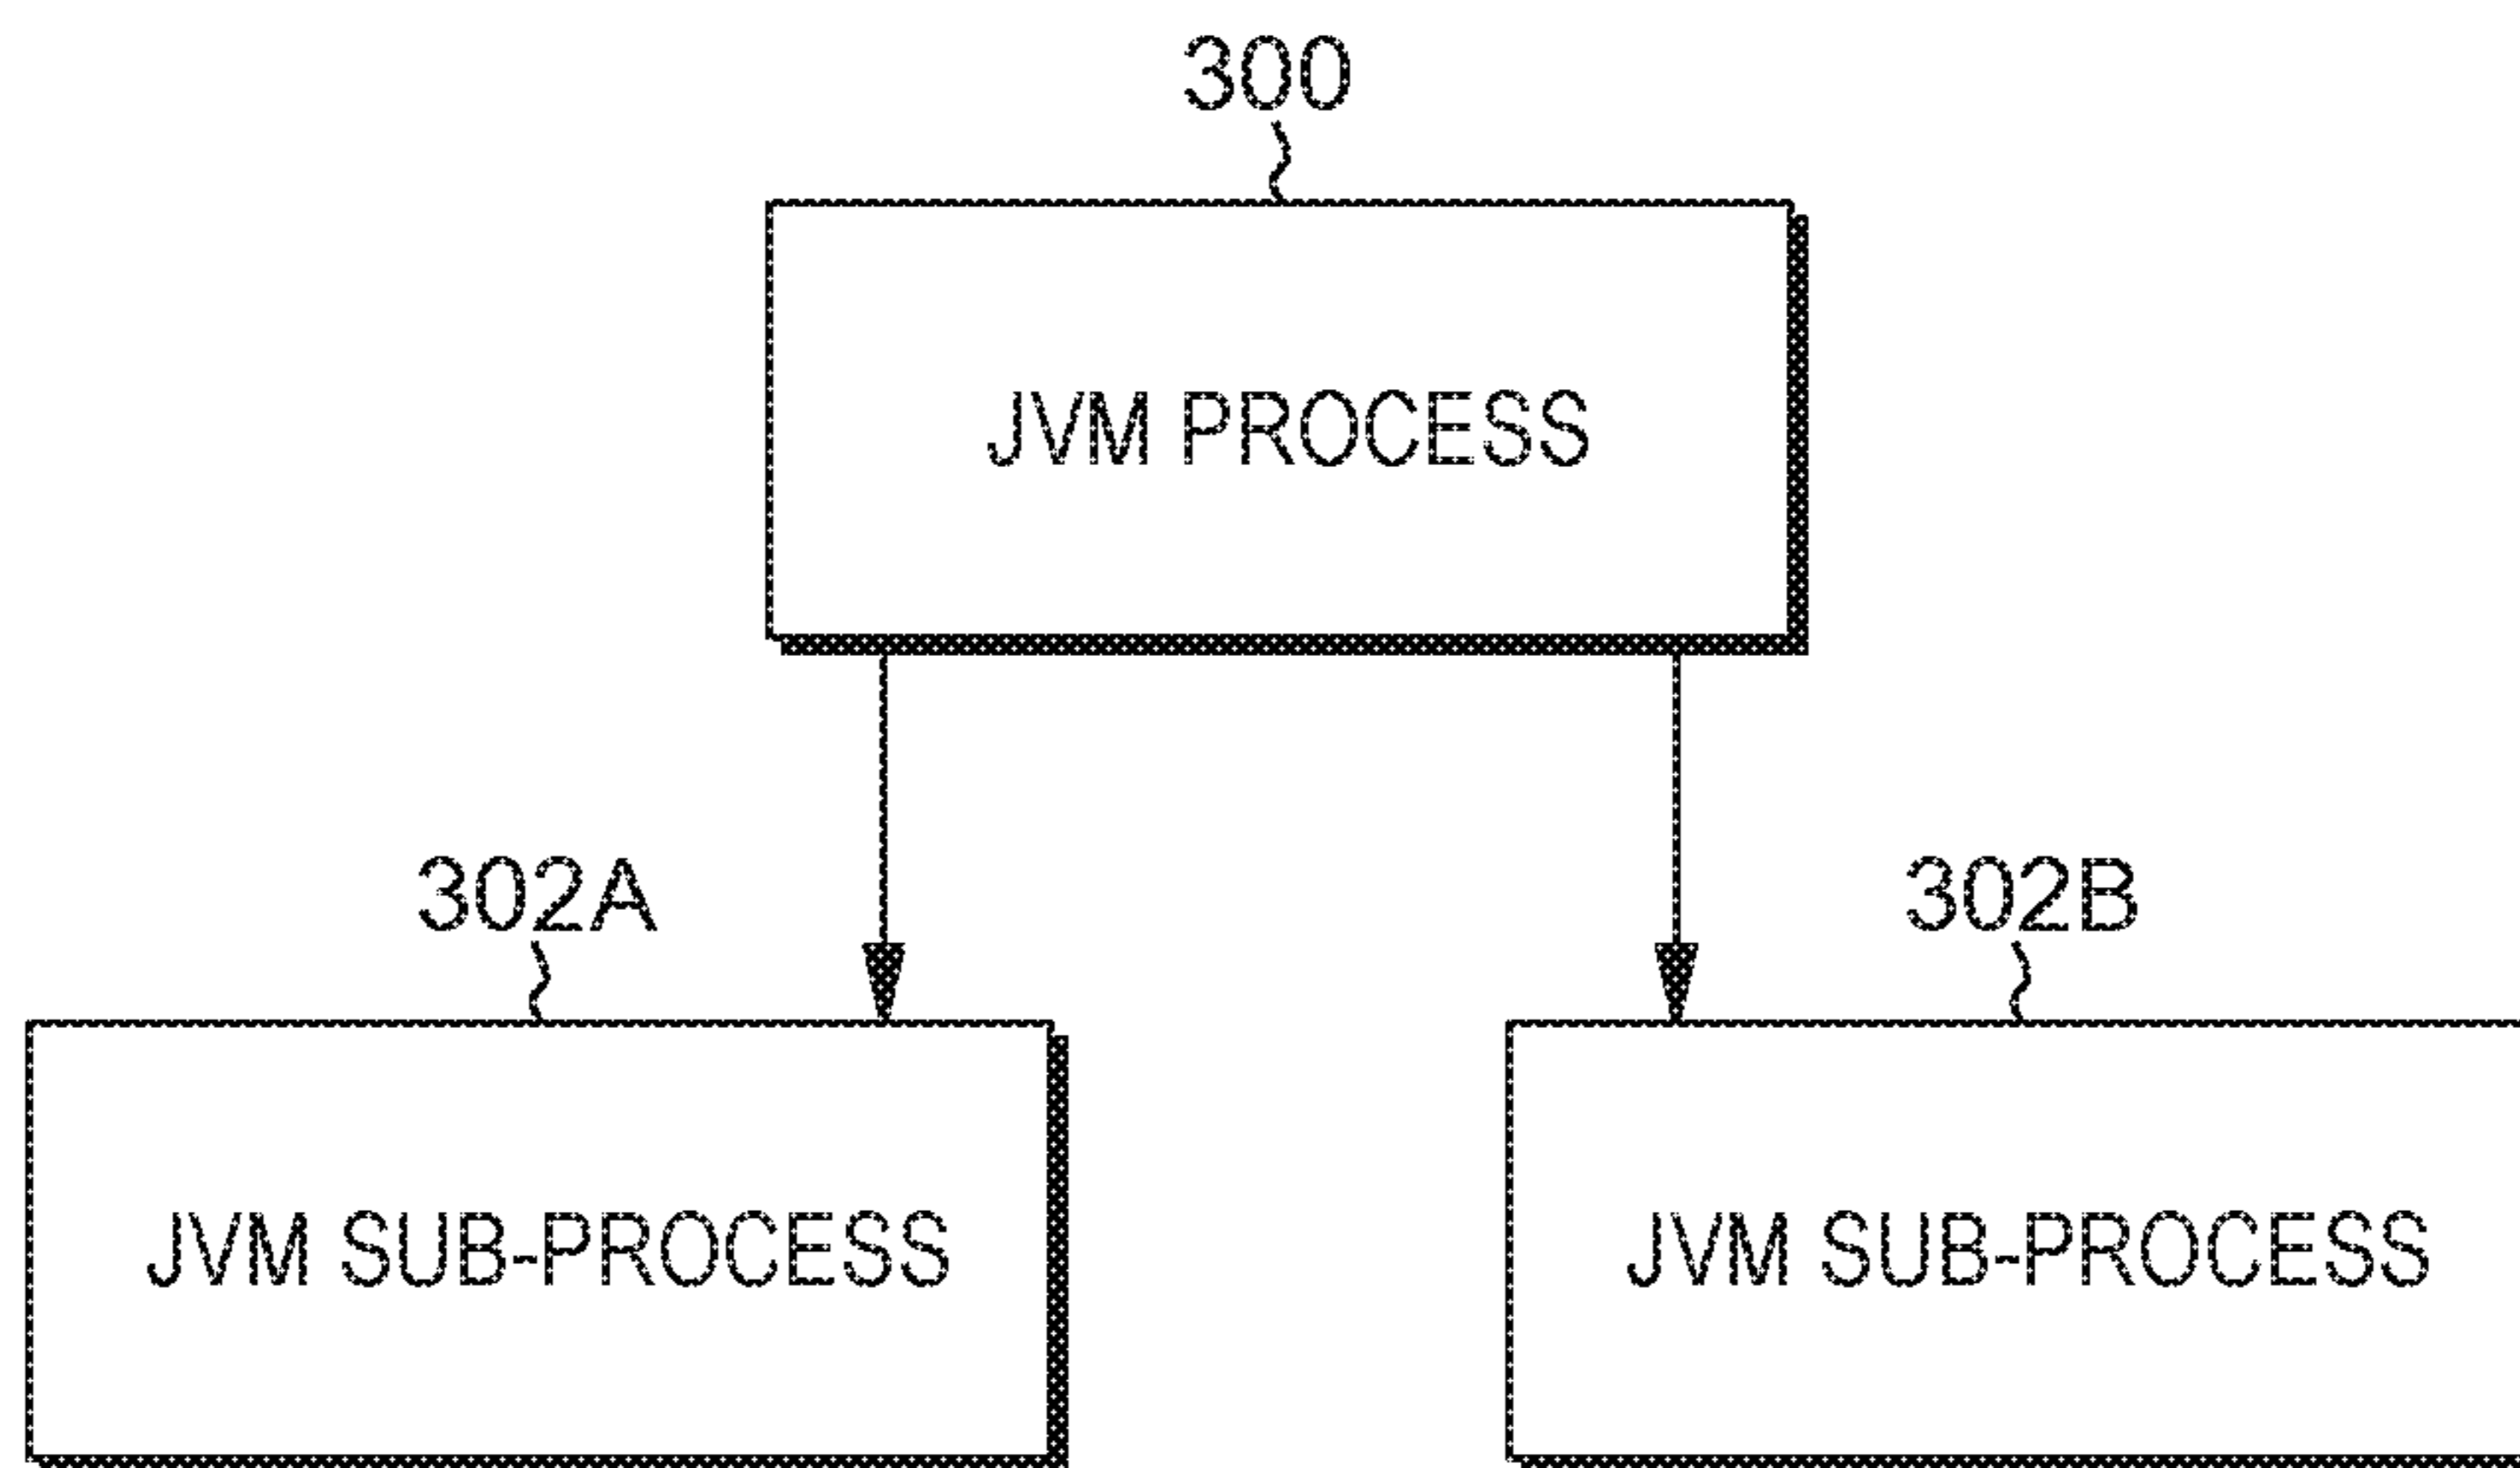 300
JVM PROCESS
302A
302B
JVM SUB-PROCESS
JVM SUB-PROCESS